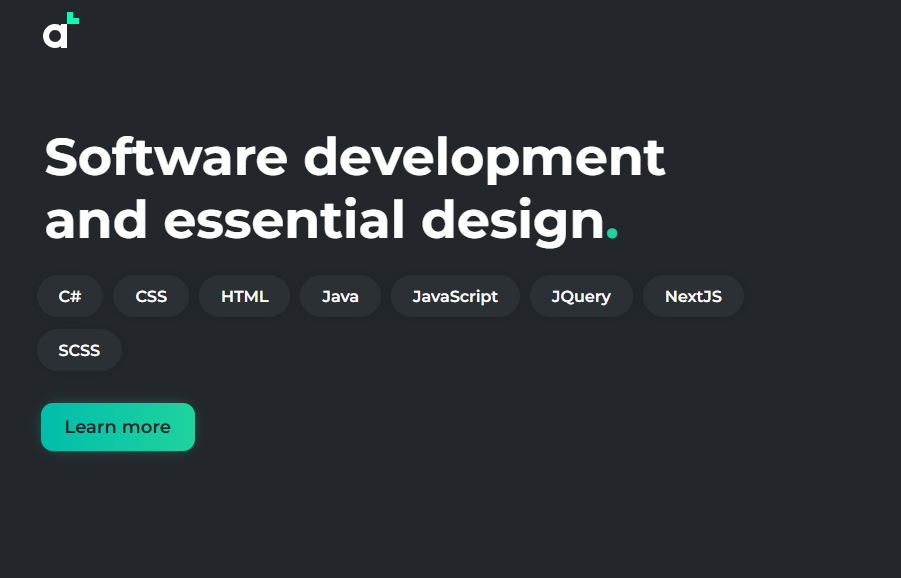 a
Software development
and essential design.
C# CSS HTML Java JavaScript JQuery NextJS
SCSS
Learn more